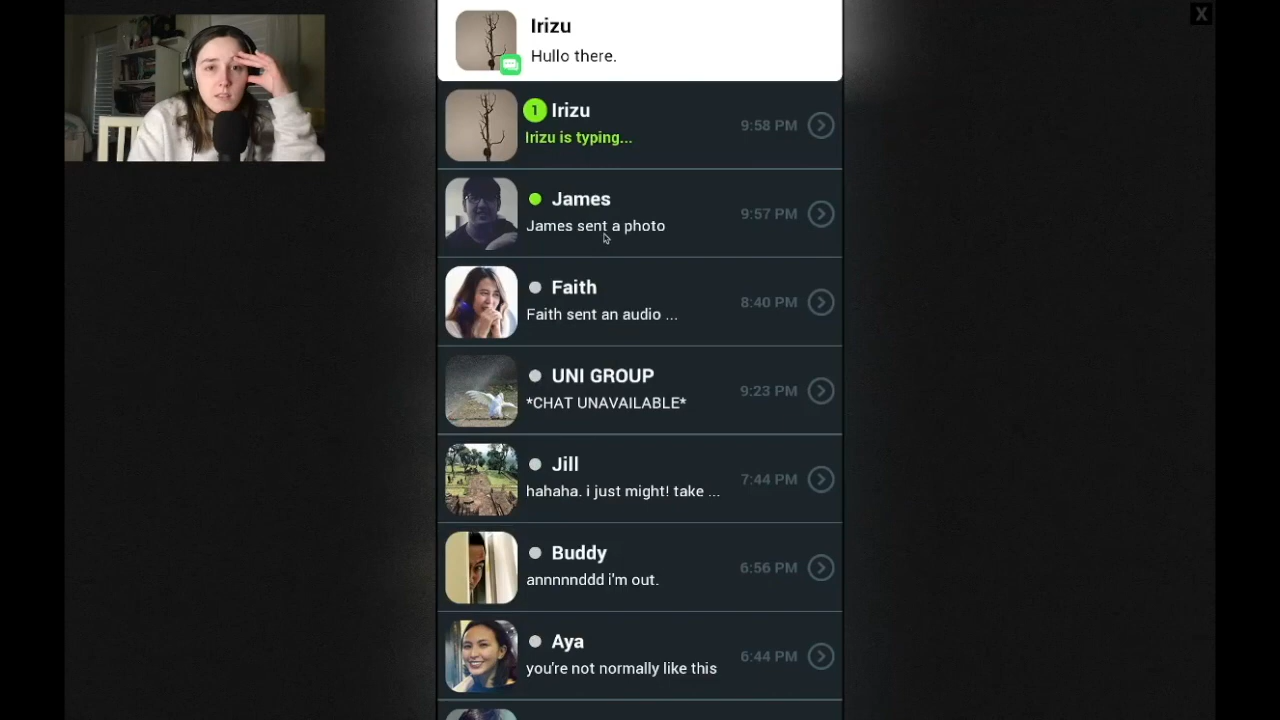 X
Irizu
Hullo there.
1 Irizu
Irizu is typing...
9:58 PM
James
James sent a photo
9:57 PM
Faith
Faith sent an audio ...
8:40 PM
UNI GROUP
*CHAT UNAVAILABLE*
9:23 PM
Jill
hahaha. i just might! take ...
7:44 PM
Buddy
annnnnddd i'm out.
6:56 PM
Aya
you're not normally like this
6:44 PM